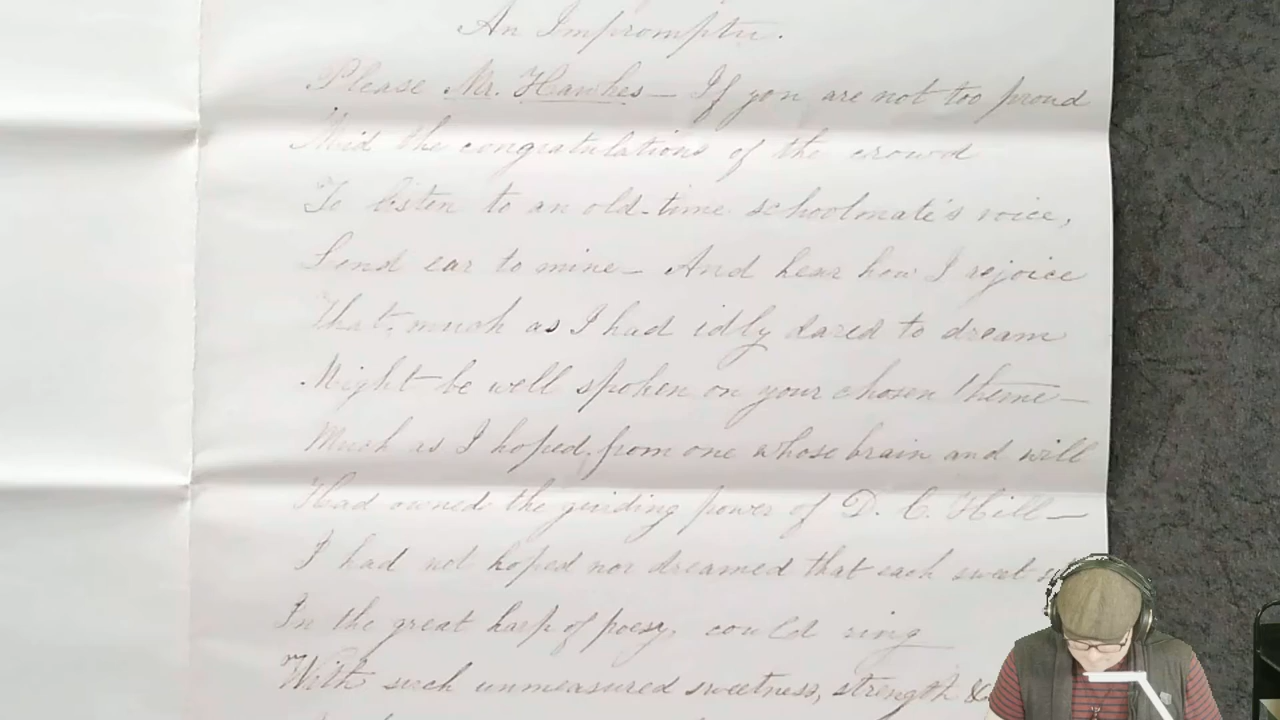 An Impromptu.
Please Mr. Hawkes — If you are not too proud
Mid the congratulations of the crowd
To listen to an old-time schoolmate's voice,
Lend ear to mine — And hear how I rejoice
That, much as I had idly dared to dream
Might be well spoken on your chosen theme —
Much as I hoped from one whose brain and will
Had owned the guiding power of D. C. Hill —
I had not hoped nor dreamed that each sweet
In the great harp of poesy, could ring
With such unmeasured sweetness, strength &